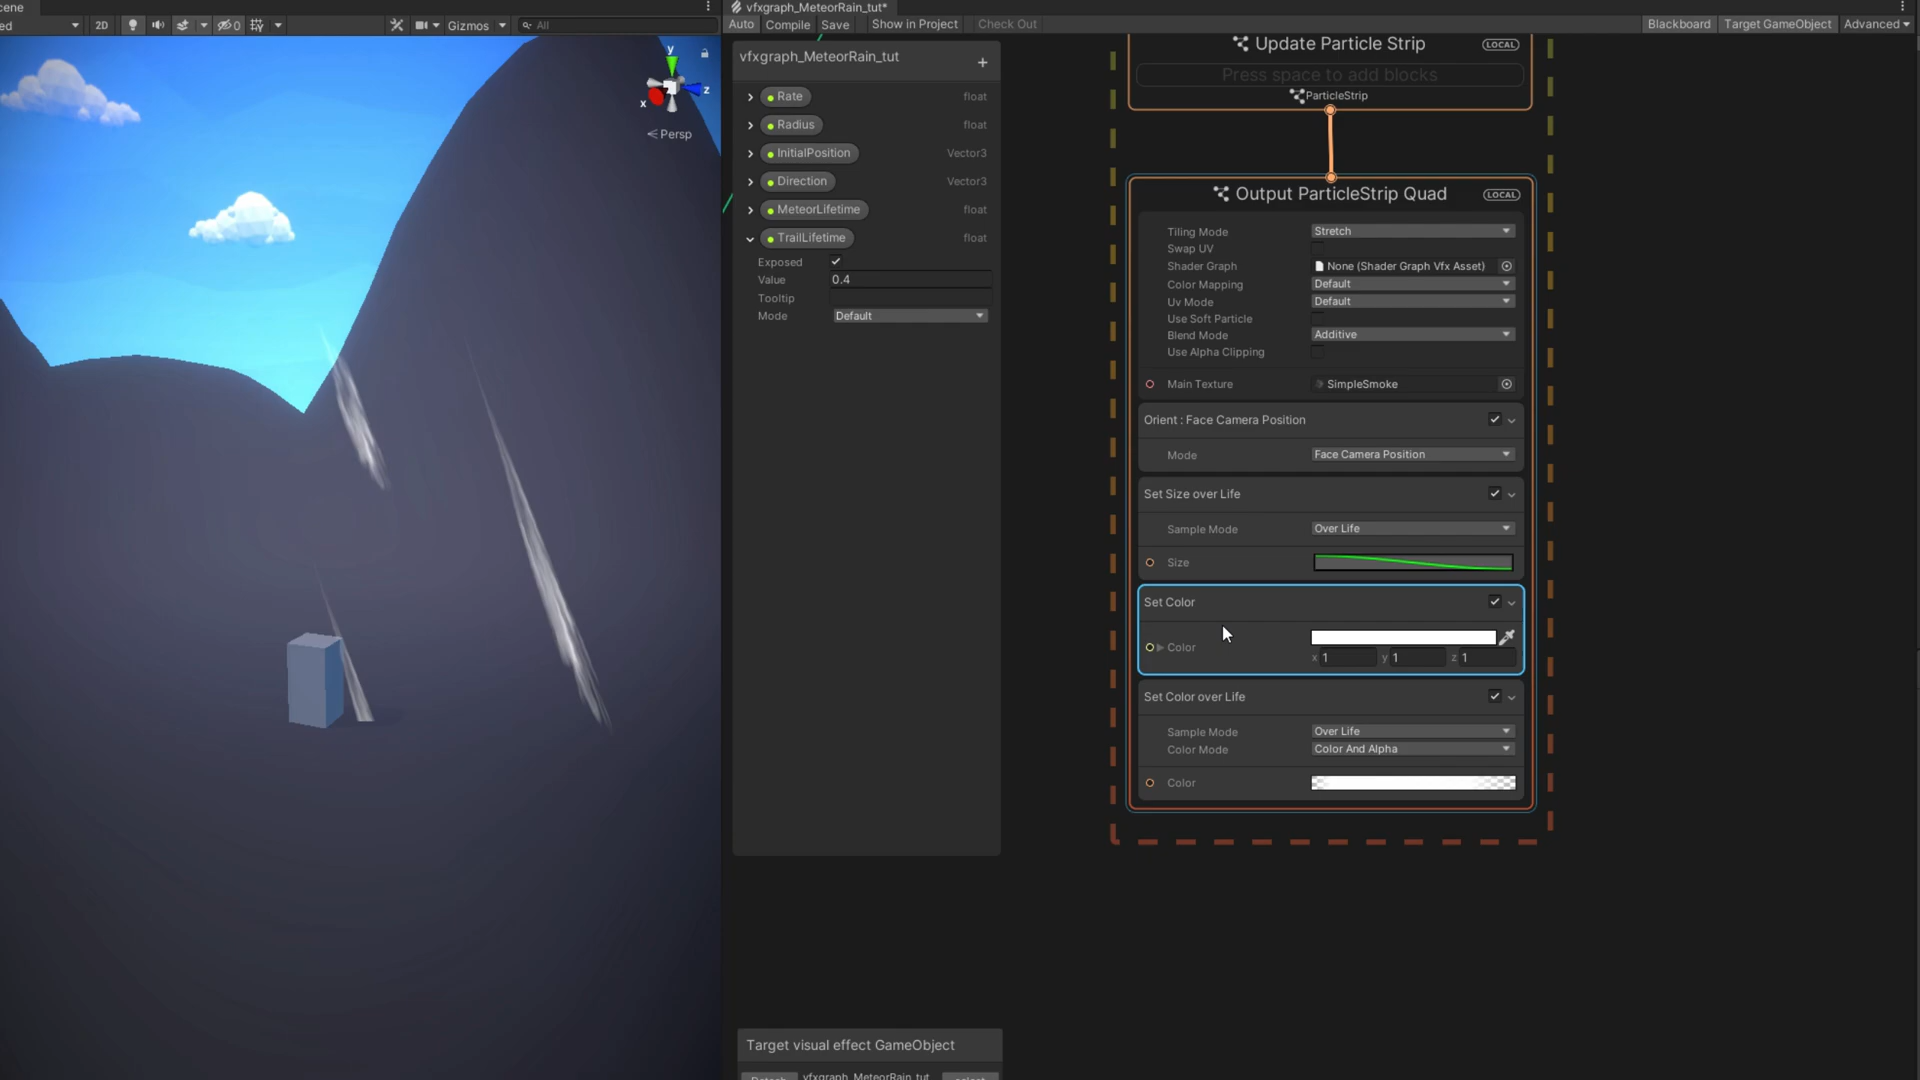 cene
ed
2D
0
Gizmos
All
y
x
z
Persp
vfxgraph_MeteorRain_tut*
Auto
Compile
Save
Show in Project
Check Out
Blackboard
Target GameObject
Advanced
vfxgraph_MeteorRain_tut
+
Rate
float
Radius
float
InitialPosition
Vector3
Direction
Vector3
MeteorLifetime
float
TrailLifetime
float
Exposed
Value
0.4
Tooltip
Mode
Default
Target visual effect GameObject
vfxgraph_MeteorRain_tut
Update Particle Strip
LOCAL
Press space to add blocks
ParticleStrip
Output ParticleStrip Quad
LOCAL
Tiling Mode
Stretch
Swap UV
Shader Graph
None (Shader Graph Vfx Asset)
Color Mapping
Default
Uv Mode
Default
Use Soft Particle
Blend Mode
Additive
Use Alpha Clipping
Main Texture
SimpleSmoke
Orient : Face Camera Position
Mode
Face Camera Position
Set Size over Life
Sample Mode
Over Life
Size
Set Color
Color
x 1 y 1 z 1
Set Color over Life
Sample Mode
Over Life
Color Mode
Color And Alpha
Color